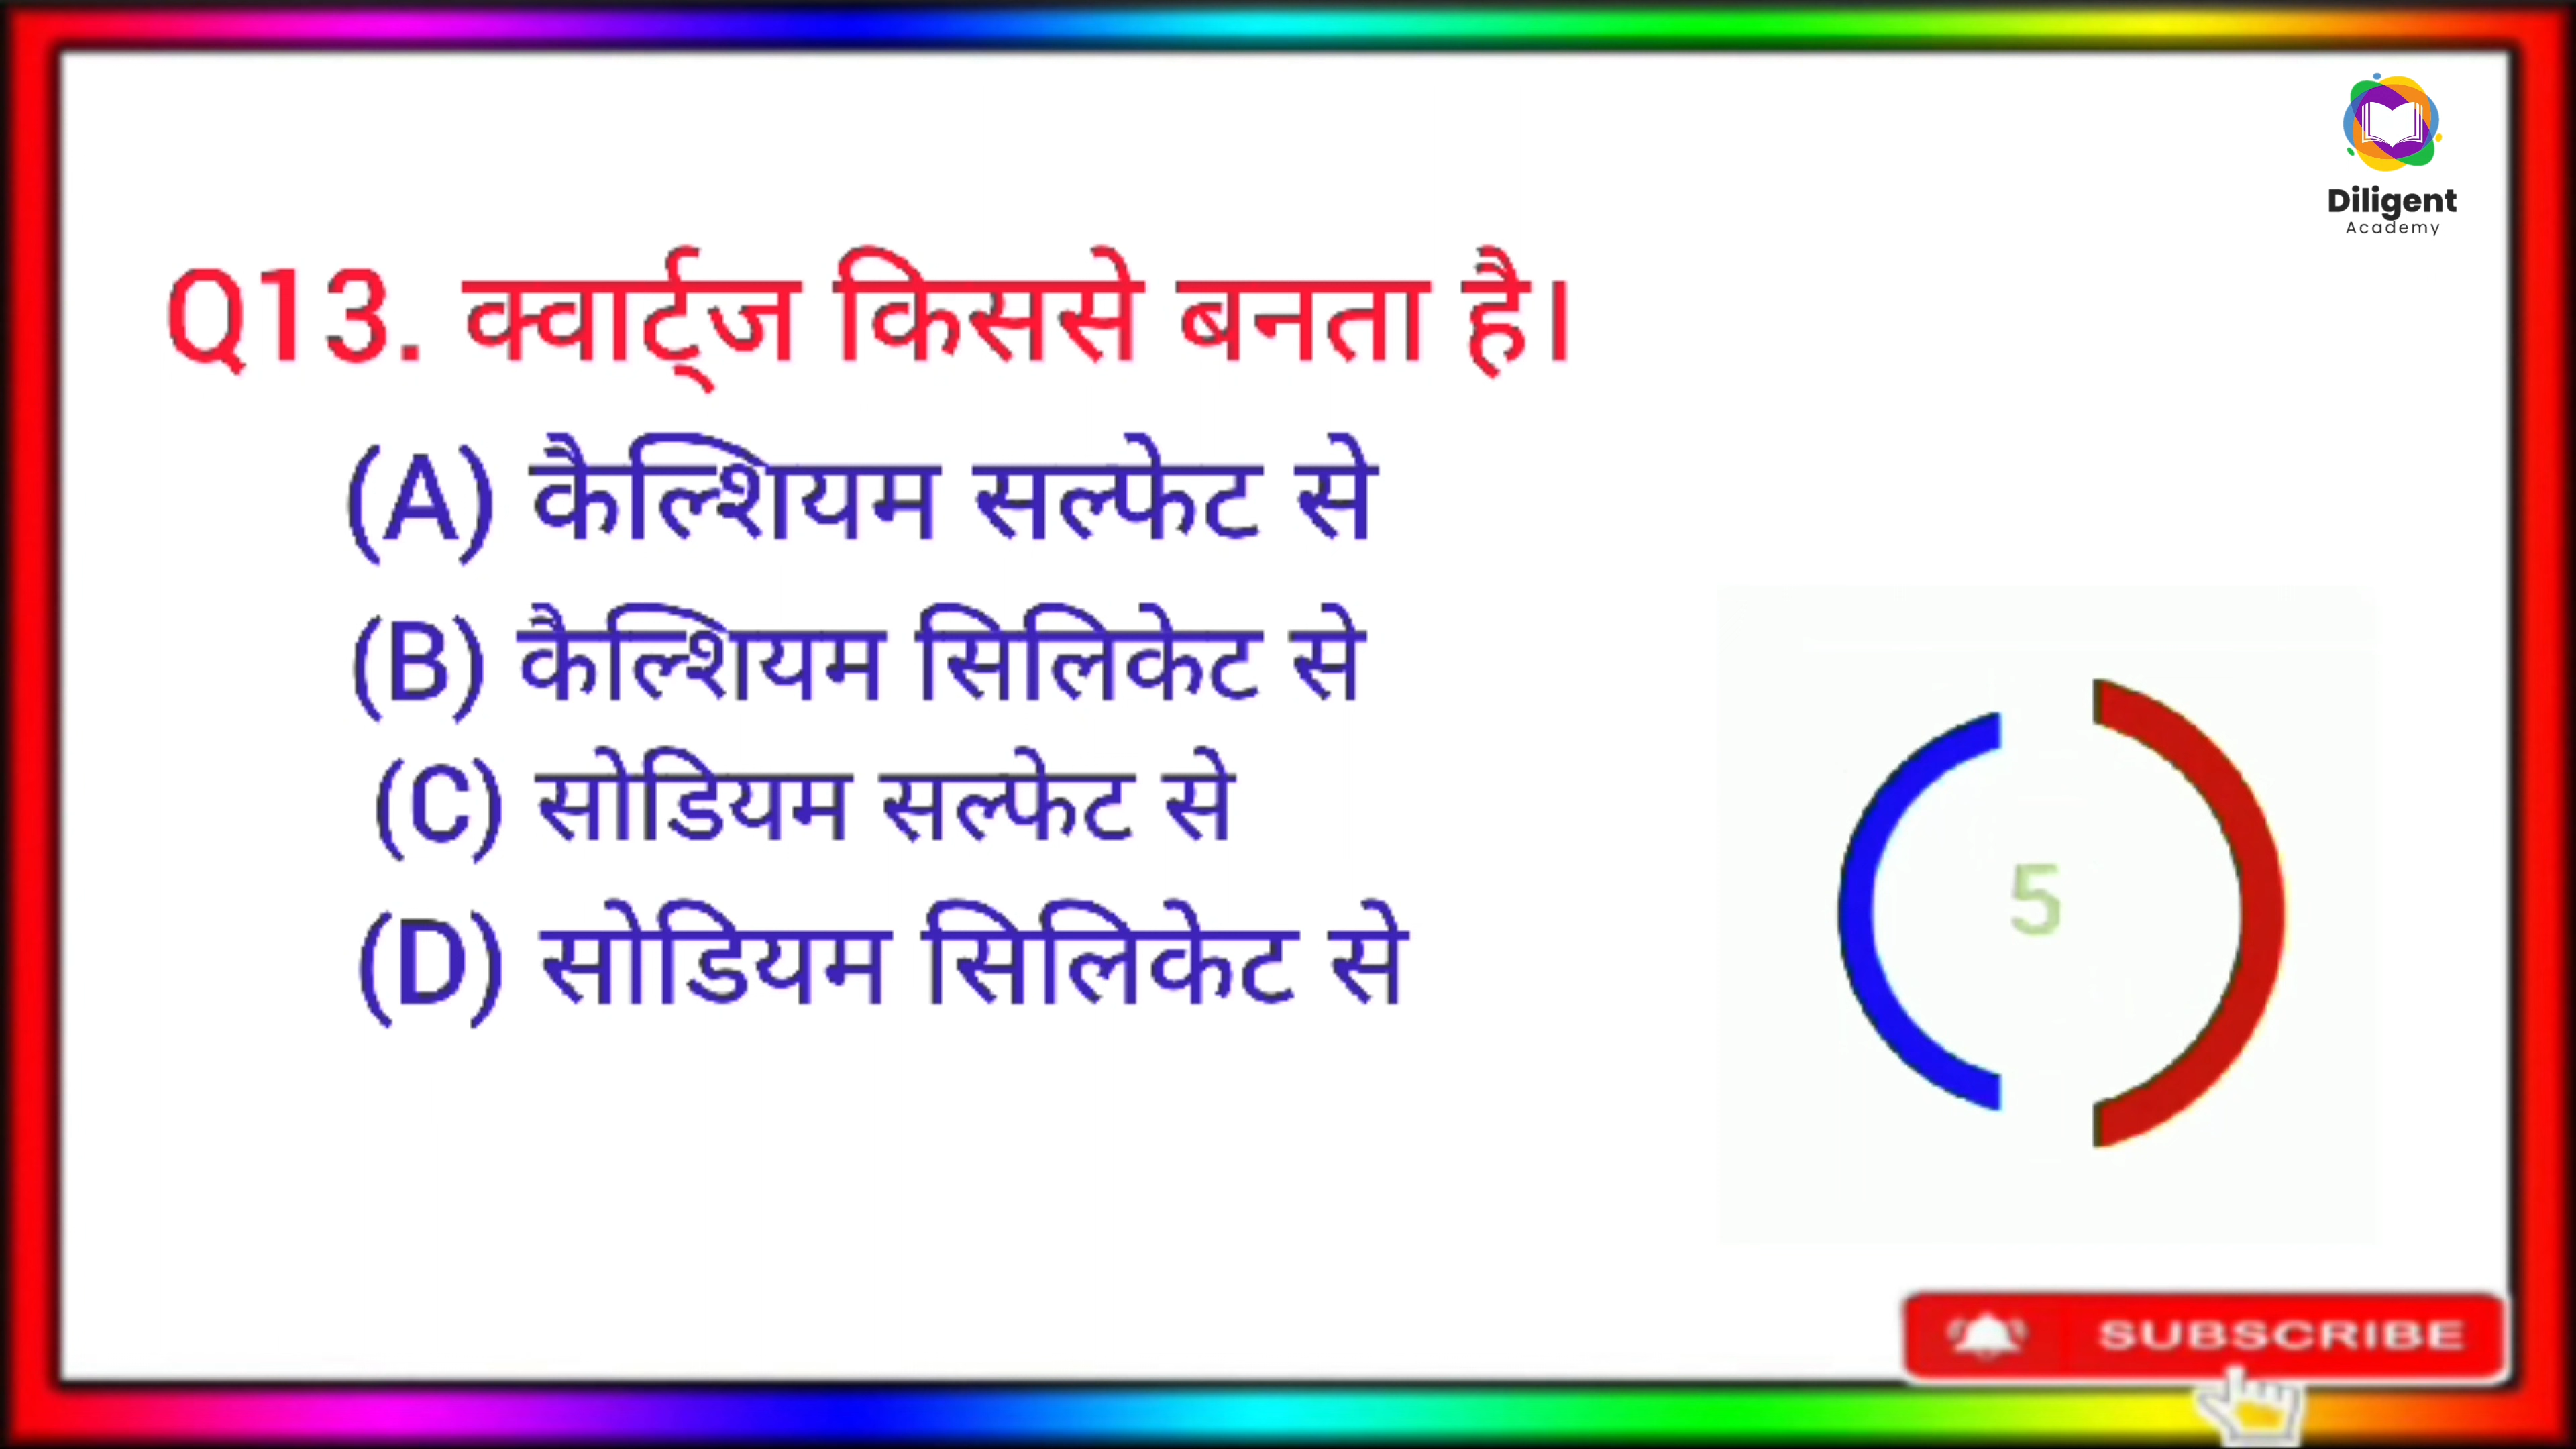 Diligent
Academy
Q13. क्वार्ट्ज किससे बनता है।
(A) कैल्शियम सल्फेट से
(B) कैल्शियम सिलिकेट से
(C) सोडियम सल्फेट से
(D) सोडियम सिलिकेट से
5
SUBSCRIBE